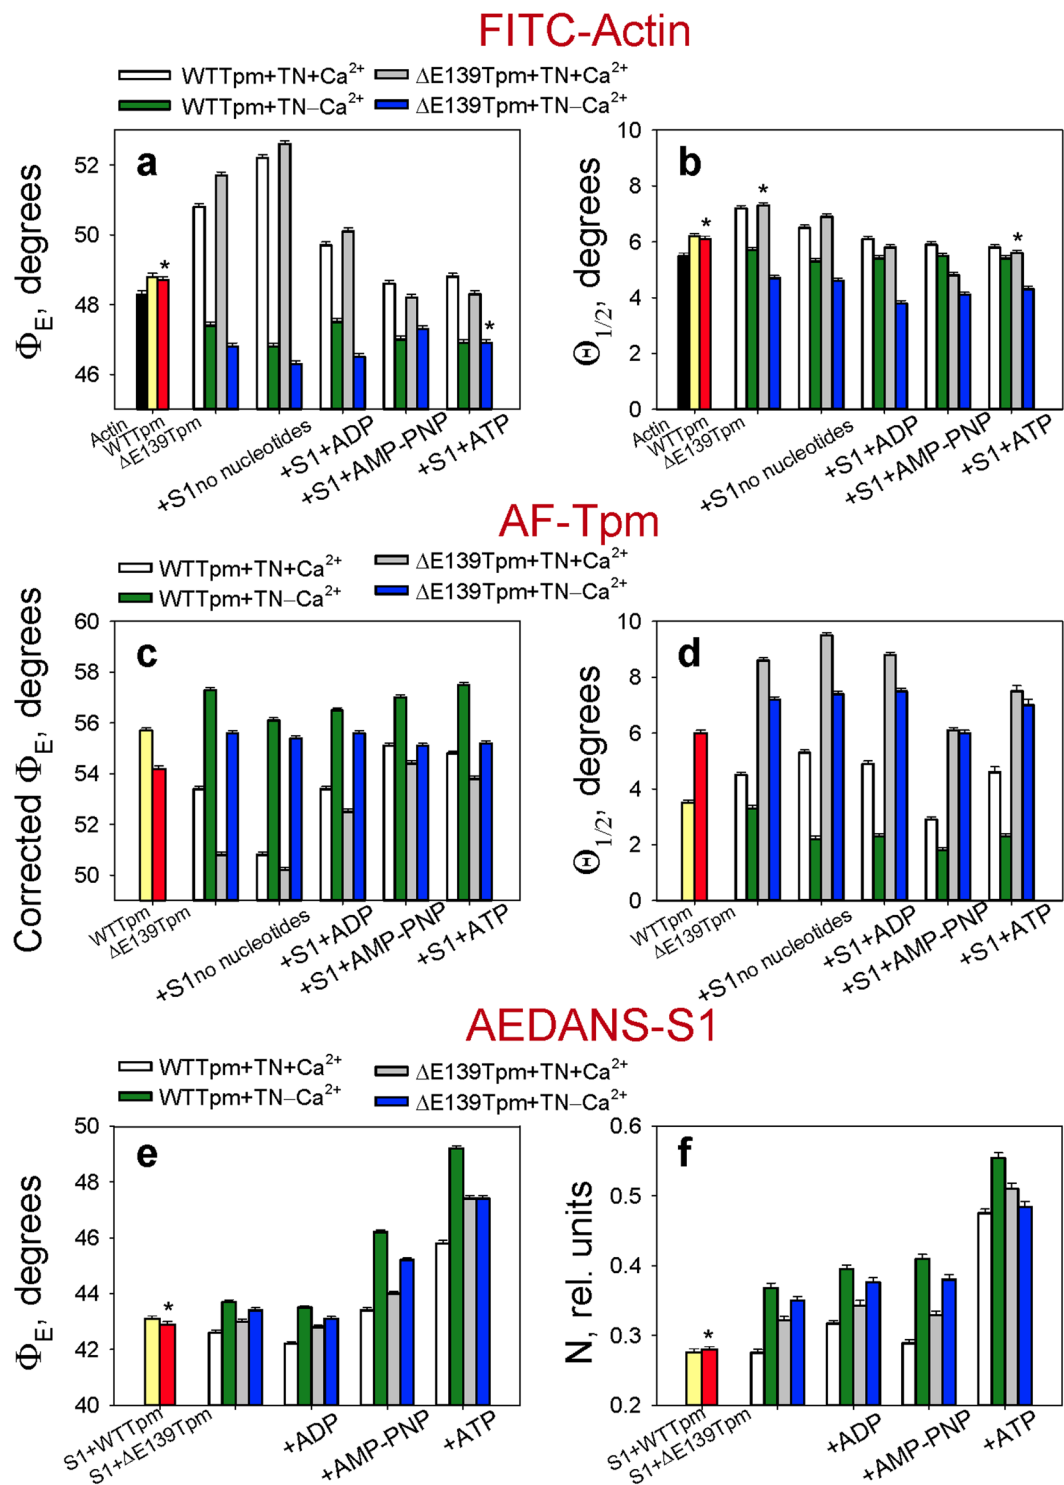 FITC-Actin
WTTpm+TN+Ca²⁺ ΔE139Tpm+TN+Ca²⁺
WTTpm+TN–Ca²⁺ ΔE139Tpm+TN–Ca²⁺
a
Φ_E, degrees
52
50
48
46
*
*
Actin
WTTpm
ΔE139Tpm
+S1no nucleotides
+S1+ADP
+S1+AMP-PNP
+S1+ATP
b
Θ_1/2, degrees
10
8
6
4
2
0
*
*
*
Actin
WTTpm
ΔE139Tpm
+S1no nucleotides
+S1+ADP
+S1+AMP-PNP
+S1+ATP
AF-Tpm
WTTpm+TN+Ca²⁺ ΔE139Tpm+TN+Ca²⁺
WTTpm+TN–Ca²⁺ ΔE139Tpm+TN–Ca²⁺
c
Corrected Φ_E, degrees
60
58
56
54
52
50
WTTpm
ΔE139Tpm
+S1no nucleotides
+S1+ADP
+S1+AMP-PNP
+S1+ATP
d
Θ_1/2, degrees
10
8
6
4
2
0
WTTpm
ΔE139Tpm
+S1no nucleotides
+S1+ADP
+S1+AMP-PNP
+S1+ATP
AEDANS-S1
WTTpm+TN+Ca²⁺ ΔE139Tpm+TN+Ca²⁺
WTTpm+TN–Ca²⁺ ΔE139Tpm+TN–Ca²⁺
e
Φ_E, degrees
50
48
46
44
42
40
*
S1+WTTpm
S1+ΔE139Tpm
+ADP
+AMP-PNP
+ATP
f
N, rel. units
0.6
0.5
0.4
0.3
0.2
*
S1+WTTpm
S1+ΔE139Tpm
+ADP
+AMP-PNP
+ATP